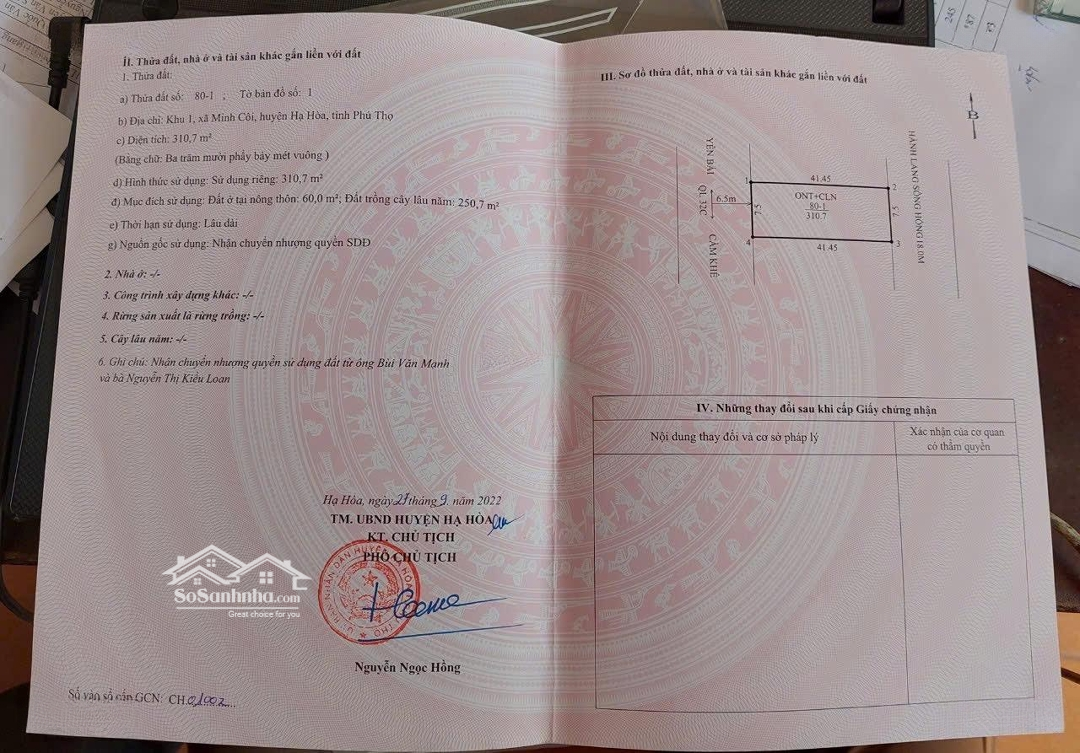 II. Thửa đất, nhà ở và tài sản khác gắn liền với đất
1. Thửa đất:
a) Thửa đất số: 80-1 ; Tờ bản đồ số: 1
b) Địa chỉ: Khu 1, xã Minh Côi, huyện Hạ Hòa, tỉnh Phú Thọ
c) Diện tích: 310,7 m²
(Bằng chữ: Ba trăm mười phẩy bảy mét vuông )
d) Hình thức sử dụng: Sử dụng riêng: 310,7 m²
đ) Mục đích sử dụng: Đất ở tại nông thôn: 60,0 m²; Đất trồng cây lâu năm: 250,7 m²
e) Thời hạn sử dụng: Lâu dài
g) Nguồn gốc sử dụng: Nhận chuyển nhượng quyền SDĐ
2. Nhà ở: -/-
3. Công trình xây dựng khác: -/-
4. Rừng sản xuất là rừng trồng: -/-
5. Cây lâu năm: -/-
6. Ghi chú: Nhận chuyển nhượng quyền sử dụng đất từ ông Bùi Văn Mạnh
và bà Nguyễn Thị Kiều Loan
Hạ Hòa, ngày 27 tháng 9 năm 2022
TM. UBND HUYỆN HẠ HÒA
KT. CHỦ TỊCH
PHÓ CHỦ TỊCH
Nguyễn Ngọc Hồng
Số vào sổ cấp GCN: CH 01002
SoSanhnha.com
Great choice for you
III. Sơ đồ thửa đất, nhà ở và tài sản khác gắn liền với đất
B
YÊN BÁI
QL 32C
CẨM KHÊ
6.5m
1
41.45
2
7.5
ONT+CLN
80-1
310.7
7.5
4
41.45
3
HÀNH LANG SÔNG HỒNG 18.0M
IV. Những thay đổi sau khi cấp Giấy chứng nhận
Nội dung thay đổi và cơ sở pháp lý
Xác nhận của cơ quan
có thẩm quyền
245